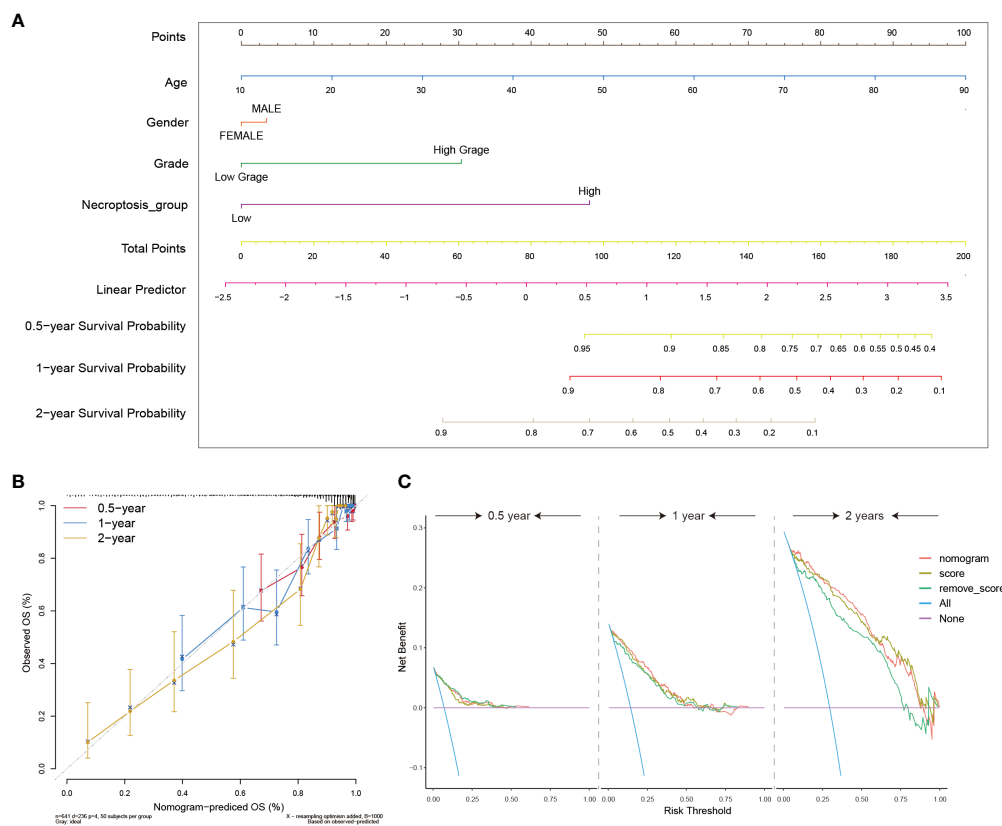 A
Points
0 10 20 30 40 50 60 70 80 90 100
Age
10 20 30 40 50 60 70 80 90
MALE
Gender
FEMALE
High Grage
Grade
Low Grage
High
Necroptosis_group
Low
Total Points
0 20 40 60 80 100 120 140 160 180 200
Linear Predictor
−2.5 −2 −1.5 −1 −0.5 0 0.5 1 1.5 2 2.5 3 3.5
0.5−year Survival Probability
0.95 0.9 0.85 0.8 0.75 0.7 0.65 0.6 0.55 0.5 0.45 0.4
1−year Survival Probability
0.9 0.8 0.7 0.6 0.5 0.4 0.3 0.2 0.1
2−year Survival Probability
0.9 0.8 0.7 0.6 0.5 0.4 0.3 0.2 0.1
B
0.5-year
1-year
2-year
Observed OS (%)
1.0
0.8
0.6
0.4
0.2
0.0
0.0 0.2 0.4 0.6 0.8 1.0
Nomogram-prediced OS (%)
n=641 d=236 p=4, 50 subjects per group
Gray: ideal
X − resampling optimism added, B=1000
Based on observed-predicted
C
0.5 year 1 year 2 years
Net Benefit
0.3
0.2
0.1
0.0
−0.1
0.00 0.25 0.50 0.75 1.00 0.00 0.25 0.50 0.75 1.00 0.00 0.25 0.50 0.75 1.00
Risk Threshold
nomogram
score
remove_score
All
None